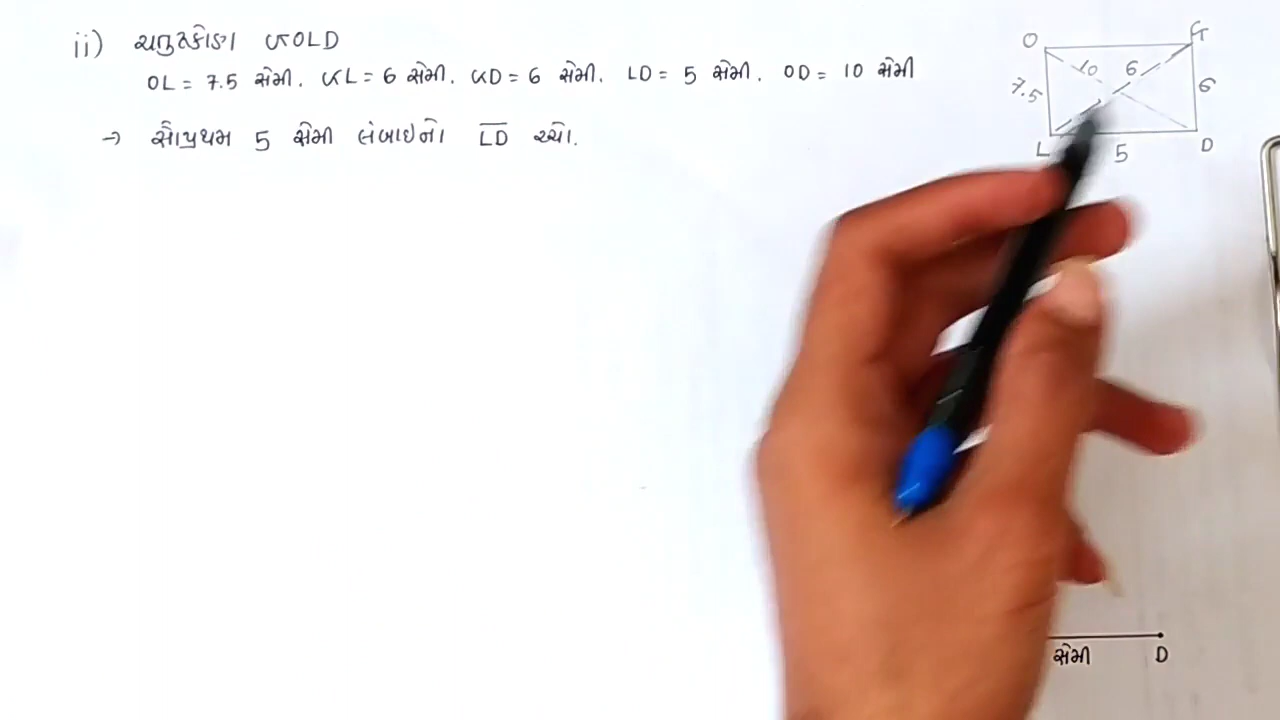 ii) ચતુષ્કોણ GOLD
OL = 7.5 સેમી. GL = 6 સેમી. GD = 6 સેમી. LD = 5 સેમી. OD = 10 સેમી
→ સૌપ્રથમ 5 સેમી લંબાઈનો LD રચો.
O G
10 6
7.5 6
L 5 D
સેમી D